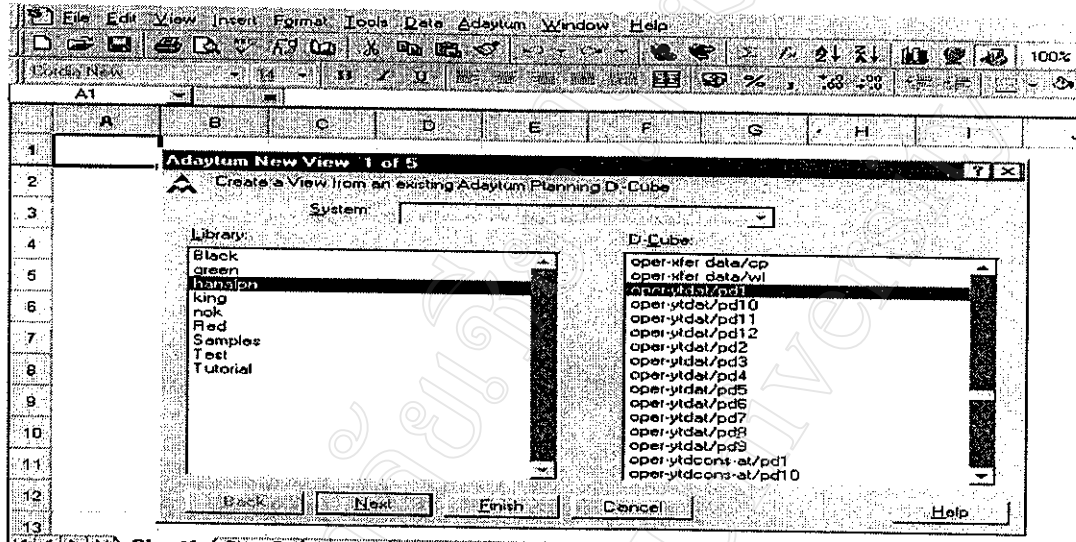 File Edit View Insert Format Tools Data Adaytum Window Help
100%
Cordia New 14 B I U
A1 =
A B C D E F G H I
1
Adaytum New View 1 of 5
2
Create a View from an existing Adaytum Planning D-Cube
3
System:
4
Library:
D-Cube:
Black
green
hanalpn
king
nok
Red
Samples
Test
Tutorial
oper-xfer data/cp
oper-xfer data/wl
oper-ytdat/pd1
oper-ytdat/pd10
oper-ytdat/pd11
oper-ytdat/pd12
oper-ytdat/pd2
oper-ytdat/pd3
oper-ytdat/pd4
oper-ytdat/pd5
oper-ytdat/pd6
oper-ytdat/pd7
oper-ytdat/pd8
oper-ytdat/pd9
oper-ytdcons-at/pd1
oper-ytdcons-at/pd10
5
6
7
8
9
10
11
12
Back Next Finish Cancel Help
13